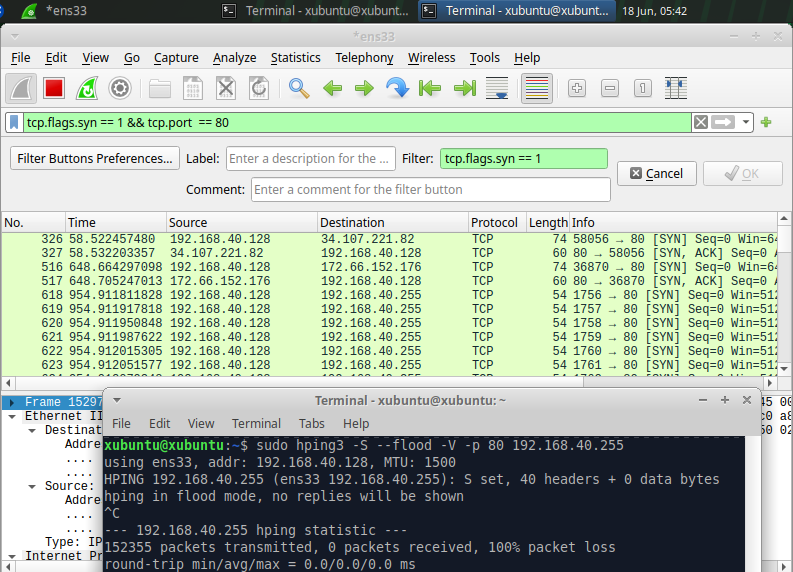 *ens33 Terminal - xubuntu@xubunt... Terminal - xubuntu@xubunt... 18 Jun, 05:42
*ens33
File Edit View Go Capture Analyze Statistics Telephony Wireless Tools Help
tcp.flags.syn == 1 && tcp.port == 80
Filter Buttons Preferences... Label: Enter a description for the ... Filter: tcp.flags.syn == 1
Cancel OK
Comment: Enter a comment for the filter button
No. Time Source Destination Protocol Length Info
326 58.522457480 192.168.40.128 34.107.221.82 TCP 74 58056 → 80 [SYN] Seq=0 Win=64
327 58.532203357 34.107.221.82 192.168.40.128 TCP 60 80 → 58056 [SYN, ACK] Seq=0 A
516 648.664297098 192.168.40.128 172.66.152.176 TCP 74 36870 → 80 [SYN] Seq=0 Win=64
517 648.705247013 172.66.152.176 192.168.40.128 TCP 60 80 → 36870 [SYN, ACK] Seq=0 A
618 954.911811828 192.168.40.128 192.168.40.255 TCP 54 1756 → 80 [SYN] Seq=0 Win=512
619 954.911917818 192.168.40.128 192.168.40.255 TCP 54 1757 → 80 [SYN] Seq=0 Win=512
620 954.911950848 192.168.40.128 192.168.40.255 TCP 54 1758 → 80 [SYN] Seq=0 Win=512
621 954.911987622 192.168.40.128 192.168.40.255 TCP 54 1759 → 80 [SYN] Seq=0 Win=512
622 954.912015305 192.168.40.128 192.168.40.255 TCP 54 1760 → 80 [SYN] Seq=0 Win=512
623 954.912051577 192.168.40.128 192.168.40.255 TCP 54 1761 → 80 [SYN] Seq=0 Win=512
Frame 15297
Ethernet II
Destinat
Addre
....
....
Source:
Addre
....
....
Type: IP
Internet Pr
45 00
c0 a8
50 02
Terminal - xubuntu@xubuntu: ~
File Edit View Terminal Tabs Help
xubuntu@xubuntu:~$ sudo hping3 -S --flood -V -p 80 192.168.40.255
using ens33, addr: 192.168.40.128, MTU: 1500
HPING 192.168.40.255 (ens33 192.168.40.255): S set, 40 headers + 0 data bytes
hping in flood mode, no replies will be shown
^C
--- 192.168.40.255 hping statistic ---
152355 packets transmitted, 0 packets received, 100% packet loss
round-trip min/avg/max = 0.0/0.0/0.0 ms